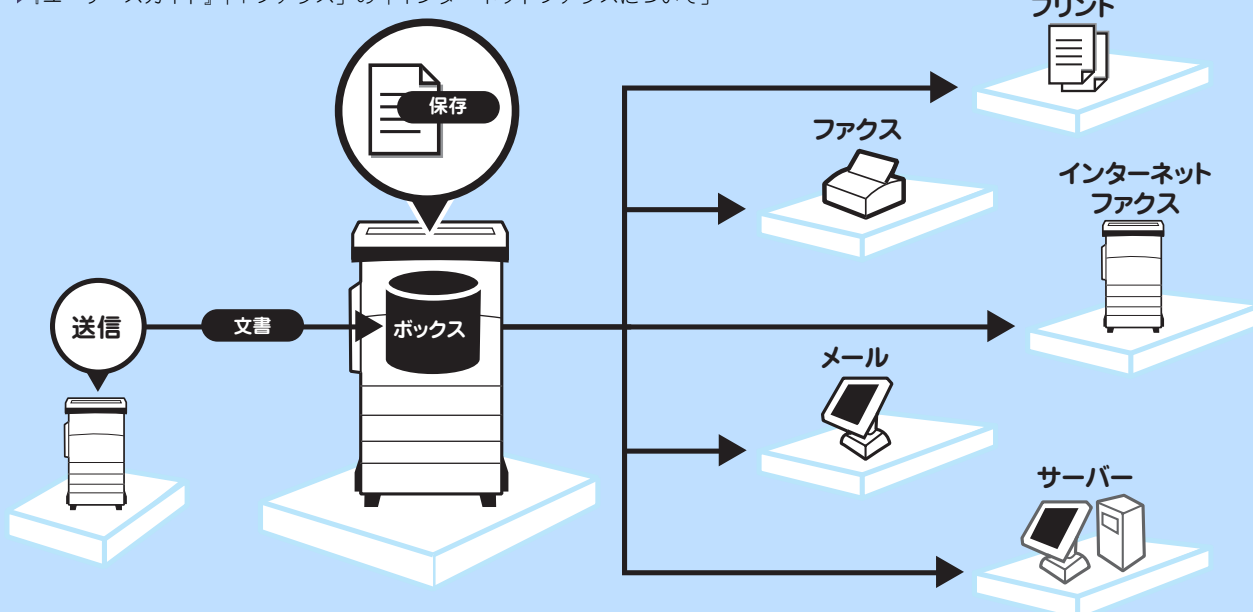 プリント
保存
ファクス
インターネット
ファクス
送信
文書
ボックス
メール
サーバー